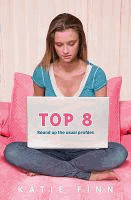 TOP 8
Round up the usual profiles
KATIE FINN